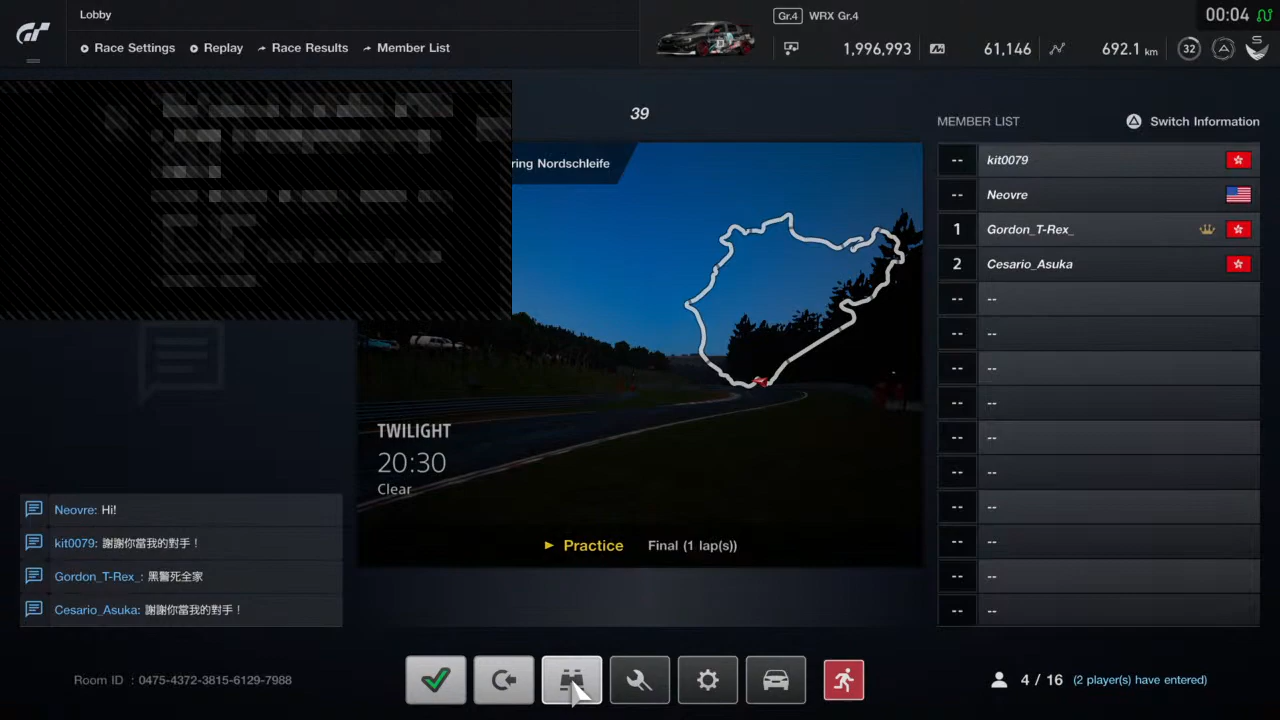 Lobby
Race Settings
Replay
Race Results
Member List
Gr.4 WRX Gr.4
1,996,993
61,146
692.1 km
32
S
00:04
39
ring Nordschleife
TWILIGHT
20:30
Clear
Practice
Final (1 lap(s))
MEMBER LIST
Switch Information
-- kit0079
-- Neovre
1 Gordon_T-Rex_
2 Cesario_Asuka
-- --
-- --
-- --
-- --
-- --
-- --
-- --
-- --
-- --
-- --
Neovre: Hi!
kit0079: 謝謝你當我的對手！
Gordon_T-Rex_: 黑警死全家
Cesario_Asuka: 謝謝你當我的對手！
Room ID : 0475-4372-3815-6129-7988
4 / 16 (2 player(s) have entered)